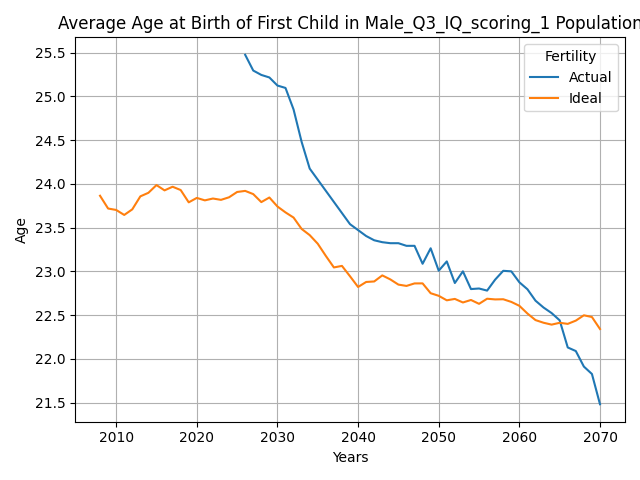 Average Age at Birth of First Child in Male_Q3_IQ_scoring_1 Population
25.5
25.0
24.5
24.0
23.5
23.0
22.5
22.0
21.5
Age
Fertility
Actual
Ideal
2010 2020 2030 2040 2050 2060 2070
Years